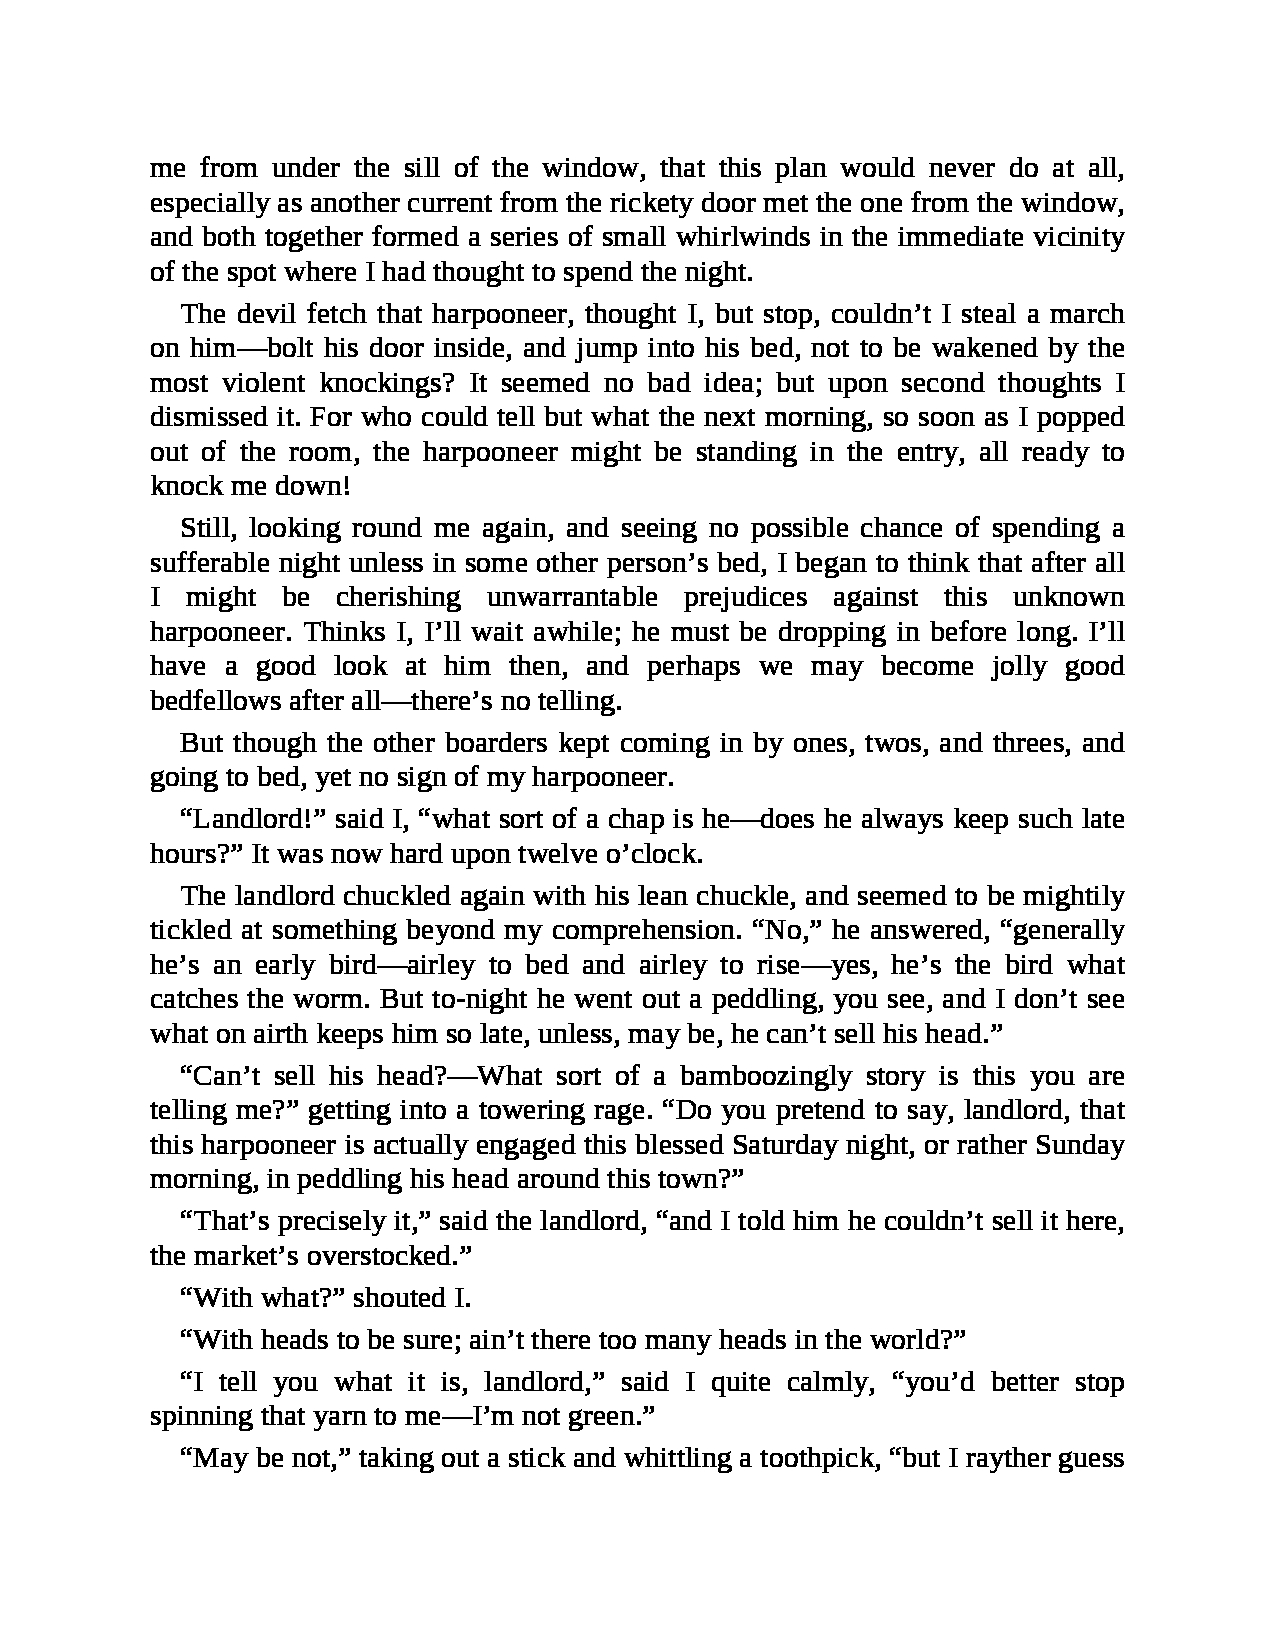 me from under the sill of the window, that this plan would never do at all,
especially as another current from the rickety door met the one from the window,
and both together formed a series of small whirlwinds in the immediate vicinity
of the spot where I had thought to spend the night.
The devil fetch that harpooneer, thought I, but stop, couldn’t I steal a march
on him—bolt his door inside, and jump into his bed, not to be wakened by the
most violent knockings? It seemed no bad idea; but upon second thoughts I
dismissed it. For who could tell but what the next morning, so soon as I popped
out of the room, the harpooneer might be standing in the entry, all ready to
knock me down!
Still, looking round me again, and seeing no possible chance of spending a
sufferable night unless in some other person’s bed, I began to think that after all
I might be cherishing unwarrantable prejudices against this unknown
harpooneer. Thinks I, I’ll wait awhile; he must be dropping in before long. I’ll
have a good look at him then, and perhaps we may become jolly good
bedfellows after all—there’s no telling.
But though the other boarders kept coming in by ones, twos, and threes, and
going to bed, yet no sign of my harpooneer.
“Landlord!” said I, “what sort of a chap is he—does he always keep such late
hours?” It was now hard upon twelve o’clock.
The landlord chuckled again with his lean chuckle, and seemed to be mightily
tickled at something beyond my comprehension. “No,” he answered, “generally
he’s an early bird—airley to bed and airley to rise—yes, he’s the bird what
catches the worm. But to-night he went out a peddling, you see, and I don’t see
what on airth keeps him so late, unless, may be, he can’t sell his head.”
“Can’t sell his head?—What sort of a bamboozingly story is this you are
telling me?” getting into a towering rage. “Do you pretend to say, landlord, that
this harpooneer is actually engaged this blessed Saturday night, or rather Sunday
morning, in peddling his head around this town?”
“That’s precisely it,” said the landlord, “and I told him he couldn’t sell it here,
the market’s overstocked.”
“With what?” shouted I.
“With heads to be sure; ain’t there too many heads in the world?”
“I tell you what it is, landlord,” said I quite calmly, “you’d better stop
spinning that yarn to me—I’m not green.”
“May be not,” taking out a stick and whittling a toothpick, “but I rayther guess